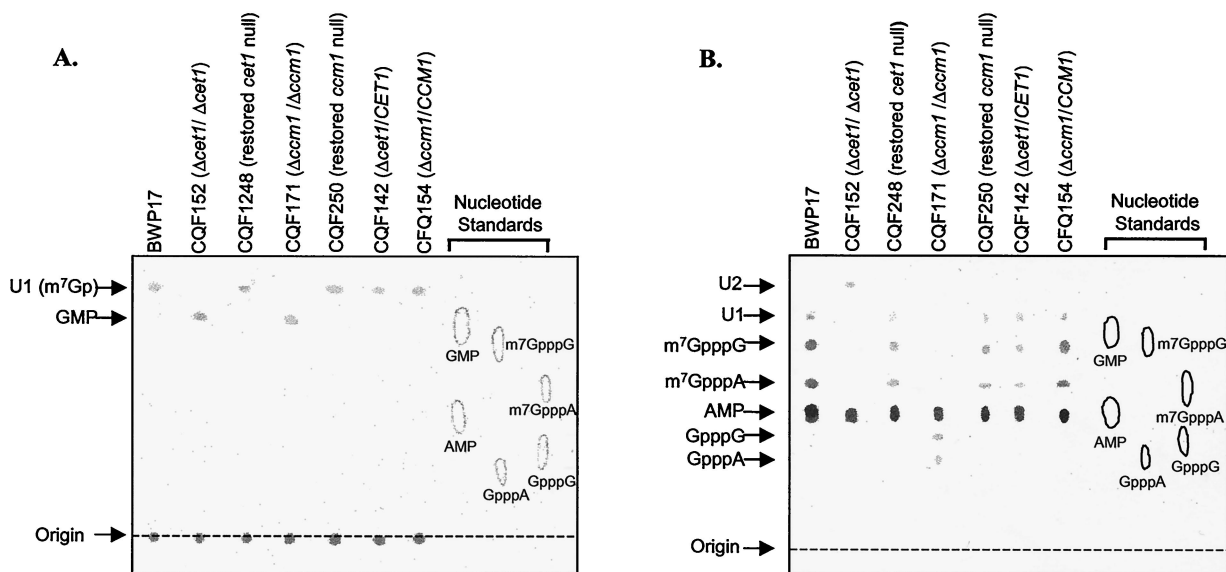 A.
BWP17
CQF152 (Δcet1/ Δcet1)
CQF1248 (restored cet1 null)
CQF171 (Δccm1 /Δccm1)
CQF250 (restored ccm1 null)
CQF142 (Δcet1/CET1)
CFQ154 (Δccm1/CCM1)
Nucleotide
Standards
U1 (m⁷Gp)
GMP
Origin
GMP
m7GpppG
m7GpppA
AMP
GpppG
GpppA
B.
BWP17
CQF152 (Δcet1/ Δcet1)
CQF248 (restored cet1 null)
CQF171 (Δccm1 /Δccm1)
CQF250 (restored ccm1 null)
CQF142 (Δcet1/CET1)
CFQ154 (Δccm1/CCM1)
Nucleotide
Standards
U2
U1
m⁷GpppG
m⁷GpppA
AMP
GpppG
GpppA
Origin
GMP
m7GpppG
m7GpppA
AMP
GpppG
GpppA